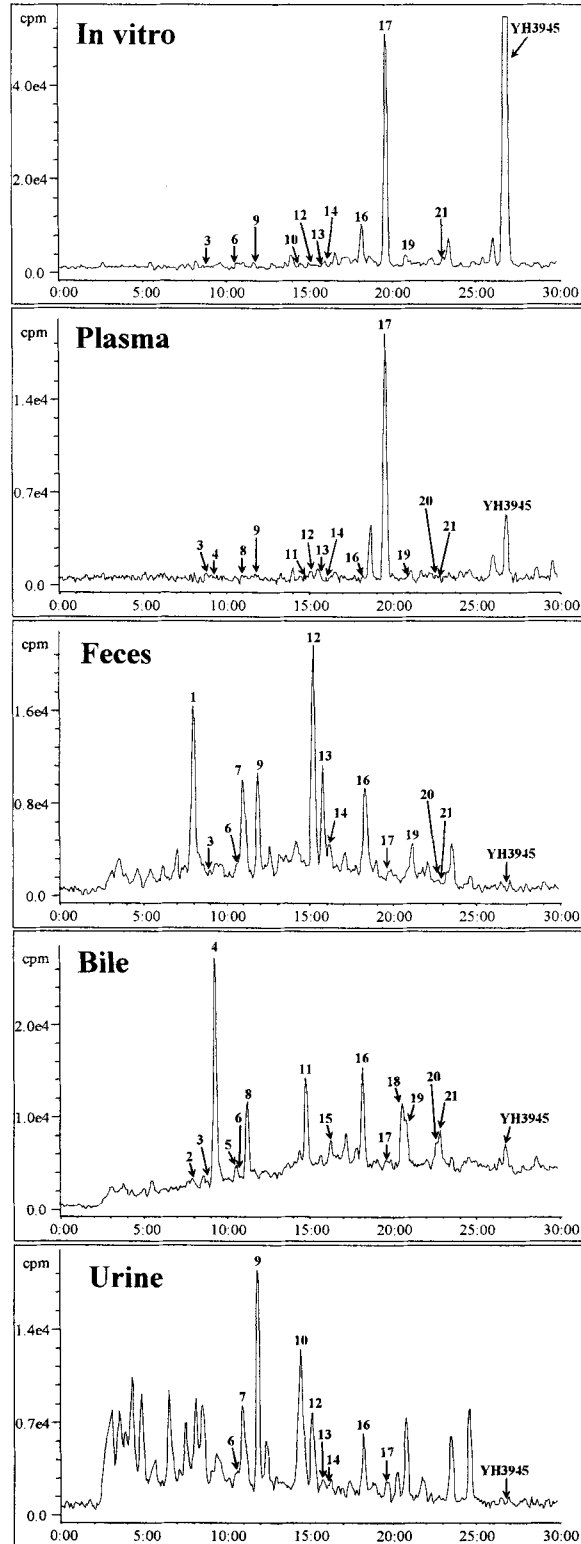 cpm
In vitro
17
YH3945
4.0e4
2.0e4
3 6 9 10 12 13 14 16 19 21
0.0
0:00 5:00 10:00 15:00 20:00 25:00 30:00
cpm
Plasma
17
1.4e4
0.7e4
3 4 8 9 11 12 13 14 16 19 20 21 YH3945
0.0
0:00 5:00 10:00 15:00 20:00 25:00 30:00
cpm
Feces
12
1
1.6e4
0.8e4
3 6 7 9 13 14 16 17 19 20 21 YH3945
0.0
0:00 5:00 10:00 15:00 20:00 25:00 30:00
cpm
Bile
4
2.0e4
1.0e4
2 3 5 6 8 11 15 16 17 18 19 20 21 YH3945
0.0
0:00 5:00 10:00 15:00 20:00 25:00 30:00
cpm
Urine
9
1.4e4
10
0.7e4
6 7 12 13 14 16 17 YH3945
0.0
0:00 5:00 10:00 15:00 20:00 25:00 30:00